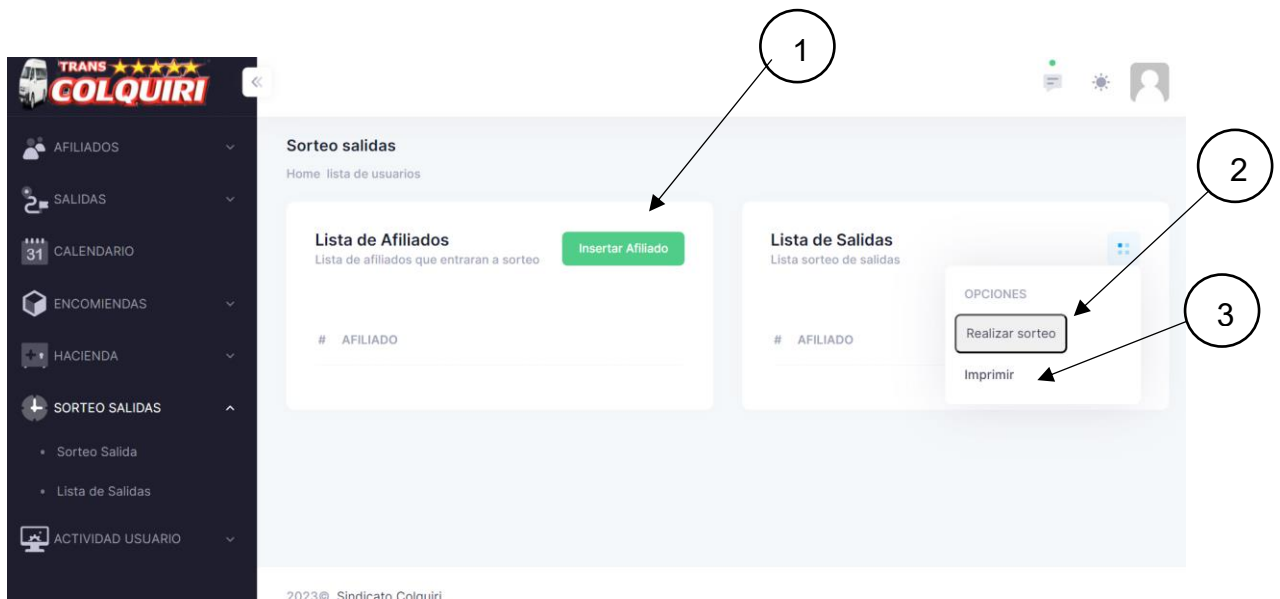 1
TRANS
COLQUIRI
AFILIADOS
SALIDAS
31 CALENDARIO
ENCOMIENDAS
HACIENDA
SORTEO SALIDAS
Sorteo Salida
Lista de Salidas
ACTIVIDAD USUARIO
Sorteo salidas
Home lista de usuarios
Lista de Afiliados
Lista de afiliados que entraran a sorteo
Insertar Afiliado
# AFILIADO
Lista de Salidas
Lista sorteo de salidas
# AFILIADO
OPCIONES
Realizar sorteo
Imprimir
2
3
2023© Sindicato Colquiri